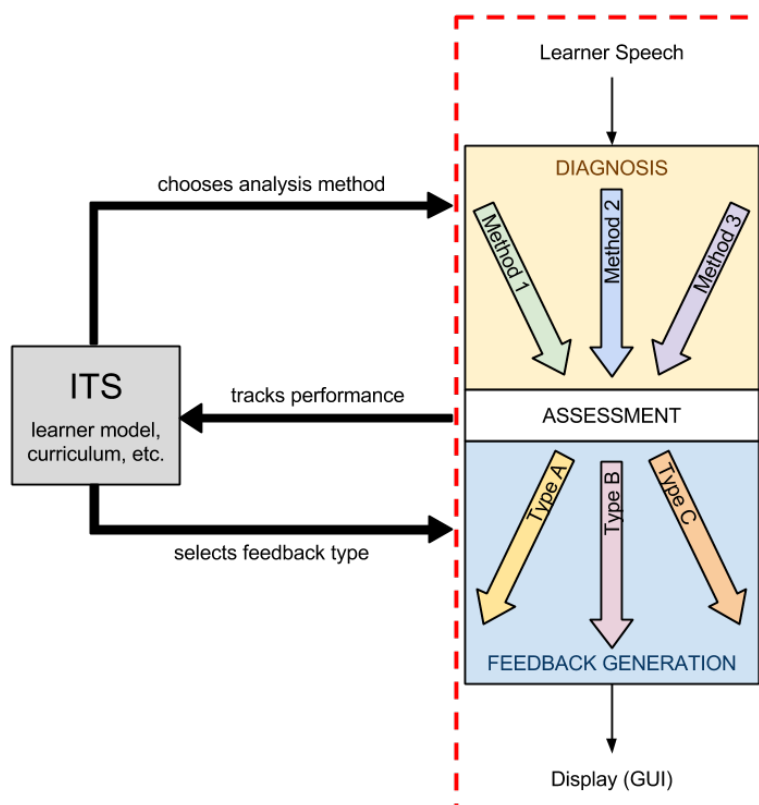 Learner Speech
DIAGNOSIS
chooses analysis method
Method 1
Method 2
Method 3
ITS
learner model,
curriculum, etc.
tracks performance
ASSESSMENT
Type A
Type B
Type C
selects feedback type
FEEDBACK GENERATION
Display (GUI)